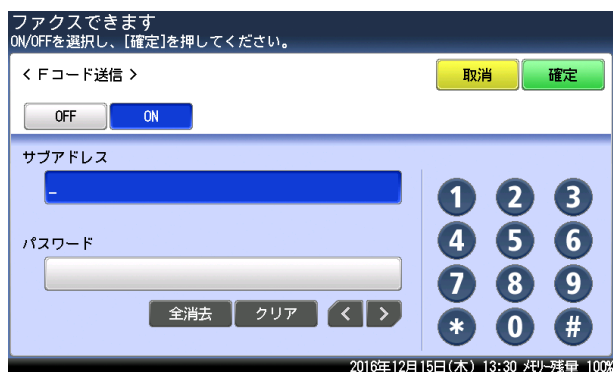 ファクスできます
ON/OFFを選択し、[確定]を押してください。
< Fコード送信 >
取消
確定
OFF
ON
サブアドレス
_
パスワード
全消去
クリア
<
>
1 2 3
4 5 6
7 8 9
* 0 #
2016年12月15日(木) 13:30 ﾒﾓﾘｰ残量 100%